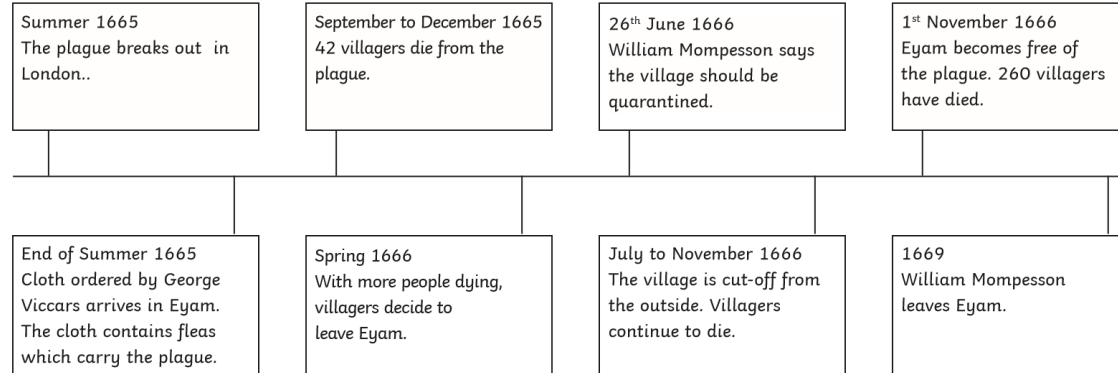 Summer 1665
The plague breaks out  in
London..
September to December 1665
42 villagers die from the
plague.
26th June 1666
William Mompesson says
the village should be
quarantined.
1st November 1666
Eyam becomes free of
the plague. 260 villagers
have died.
End of Summer 1665
Cloth ordered by George
Viccars arrives in Eyam.
The cloth contains fleas
which carry the plague.
Spring 1666
With more people dying,
villagers decide to
leave Eyam.
July to November 1666
The village is cut-off from
the outside. Villagers
continue to die.
1669
William Mompesson
leaves Eyam.